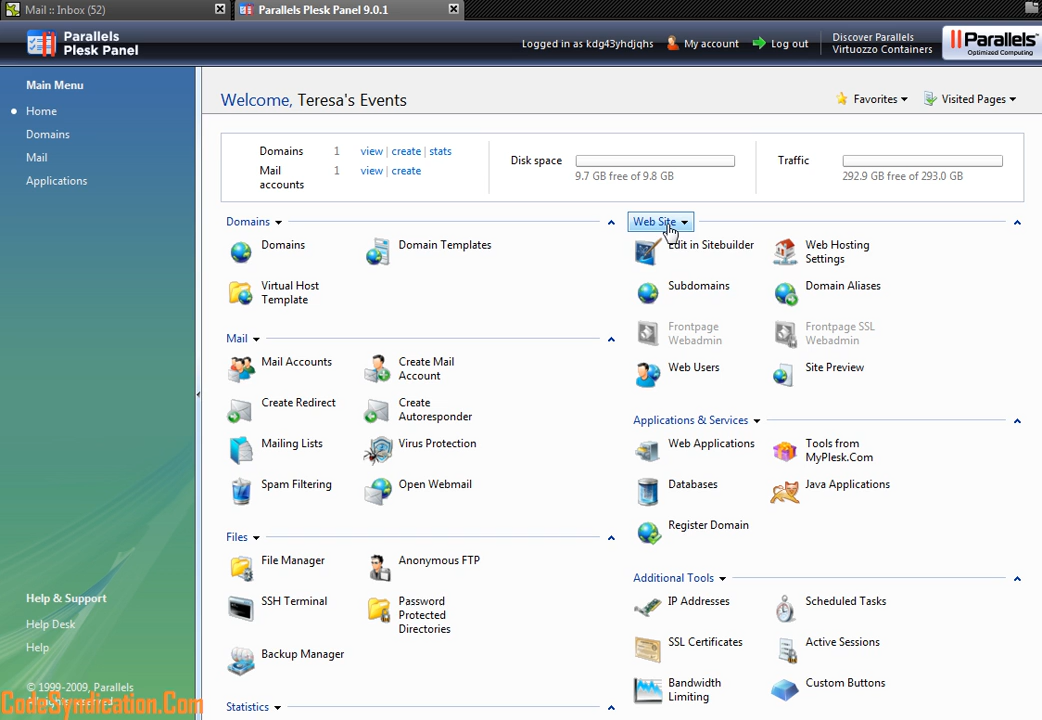 Mail :: Inbox (52)
Parallels Plesk Panel 9.0.1
Parallels
Plesk Panel
Logged in as kdg43yhdjqhs
My account
Log out
Discover Parallels
Virtuozzo Containers
Parallels™
Optimized Computing
Main Menu
Home
Domains
Mail
Applications
Help & Support
Help Desk
Help
© 1999-2009, Parallels
All rights reserved
CodeSyndication.Com
Welcome, Teresa's Events
Favorites
Visited Pages
Domains 1 view | create | stats
Mail
accounts 1 view | create
Disk space
9.7 GB free of 9.8 GB
Traffic
292.9 GB free of 293.0 GB
Domains
Domains
Domain Templates
Virtual Host
Template
Mail
Mail Accounts
Create Mail
Account
Create Redirect
Create
Autoresponder
Mailing Lists
Virus Protection
Spam Filtering
Open Webmail
Files
File Manager
Anonymous FTP
SSH Terminal
Password
Protected
Directories
Backup Manager
Statistics
Web Site
Edit in Sitebuilder
Web Hosting
Settings
Subdomains
Domain Aliases
Frontpage
Webadmin
Frontpage SSL
Webadmin
Web Users
Site Preview
Applications & Services
Web Applications
Tools from
MyPlesk.Com
Databases
Java Applications
Register Domain
Additional Tools
IP Addresses
Scheduled Tasks
SSL Certificates
Active Sessions
Bandwidth
Limiting
Custom Buttons